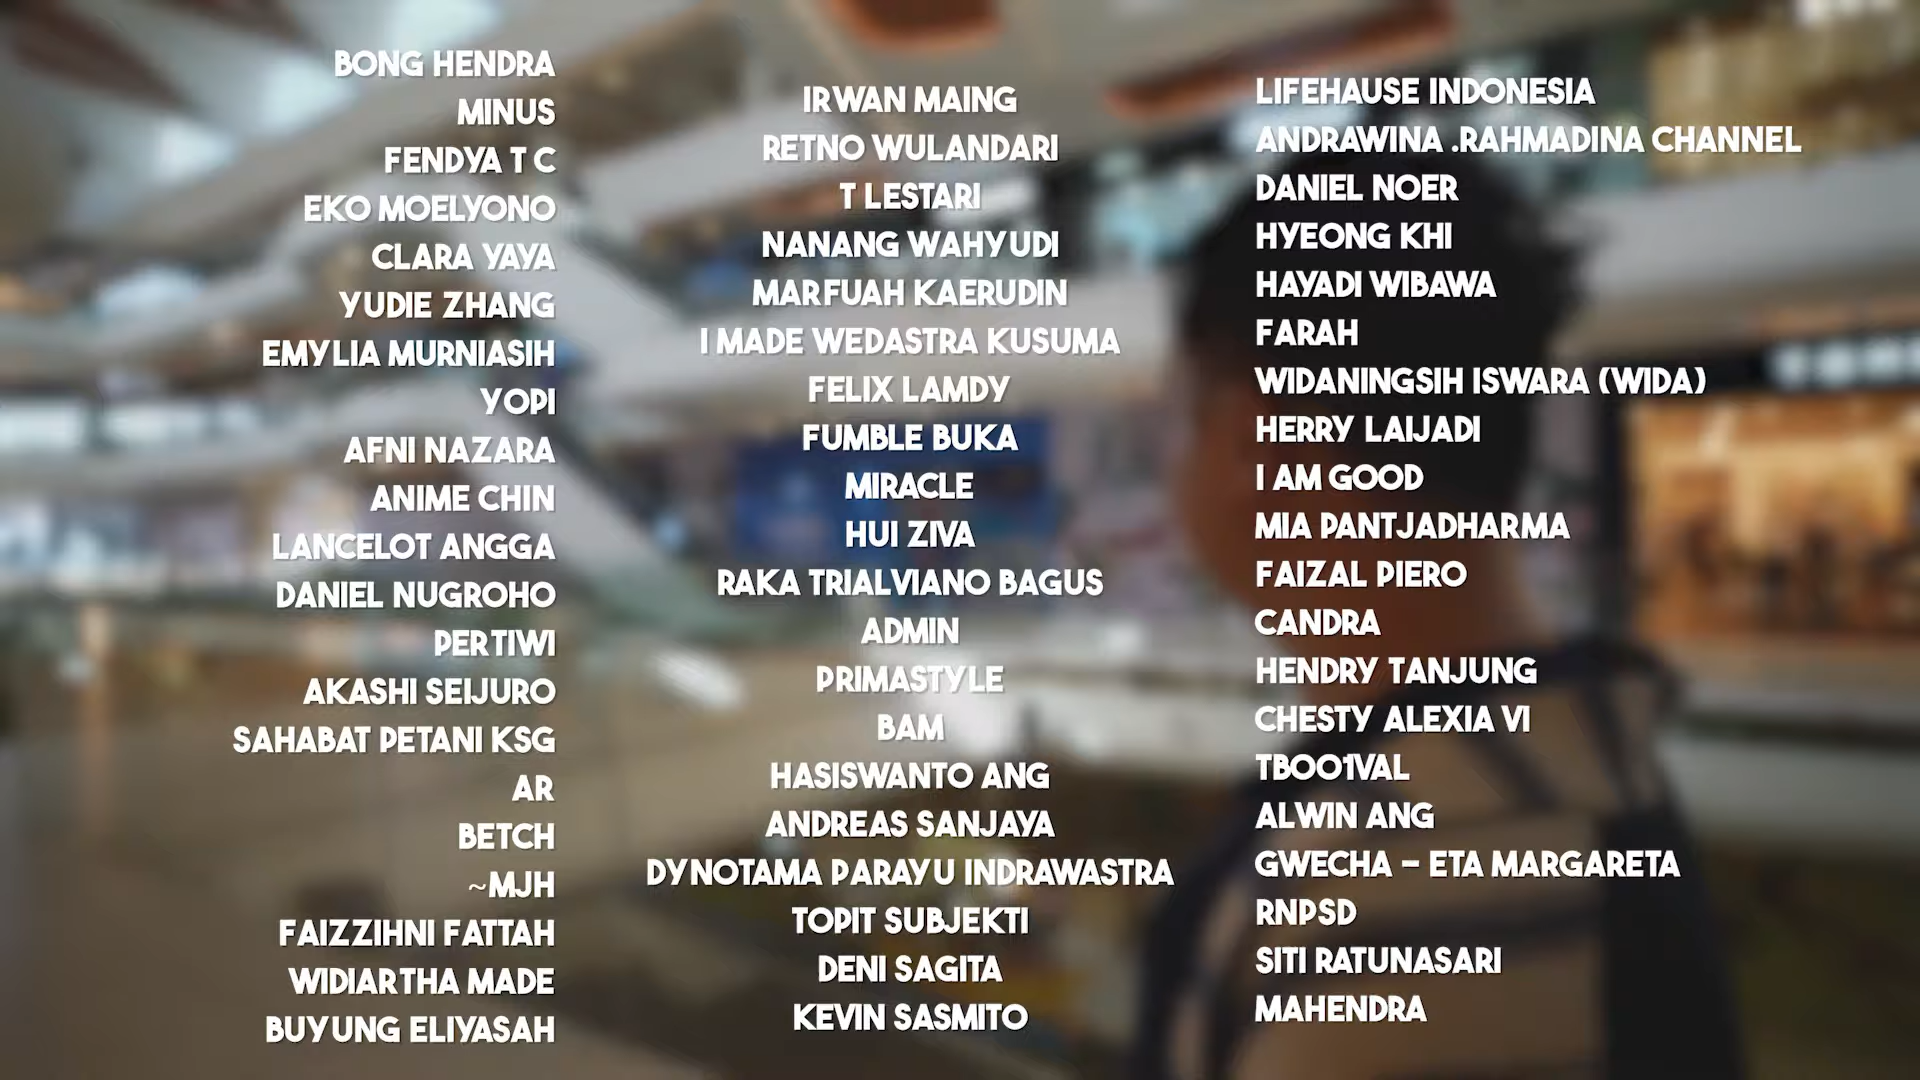 BONG HENDRA
MINUS
FENDYA T C
EKO MOELYONO
CLARA YAYA
YUDIE ZHANG
EMYLIA MURNIASIH
YOPI
AFNI NAZARA
ANIME CHIN
LANCELOT ANGGA
DANIEL NUGROHO
PERTIWI
AKASHI SEIJURO
SAHABAT PETANI KSG
AR
BETCH
~MJH
FAIZZIHNI FATTAH
WIDIARTHA MADE
BUYUNG ELIYASAH
IRWAN MAING
RETNO WULANDARI
T LESTARI
NANANG WAHYUDI
MARFUAH KAERUDIN
I MADE WEDASTRA KUSUMA
FELIX LAMDY
FUMBLE BUKA
MIRACLE
HUI ZIVA
RAKA TRIALVIANO BAGUS
ADMIN
PRIMASTYLE
BAM
HASISWANTO ANG
ANDREAS SANJAYA
DYNOTAMA PARAYU INDRAWASTRA
TOPIT SUBJEKTI
DENI SAGITA
KEVIN SASMITO
LIFEHAUSE INDONESIA
ANDRAWINA .RAHMADINA CHANNEL
DANIEL NOER
HYEONG KHI
HAYADI WIBAWA
FARAH
WIDANINGSIH ISWARA (WIDA)
HERRY LAIJADI
I AM GOOD
MIA PANTJADHARMA
FAIZAL PIERO
CANDRA
HENDRY TANJUNG
CHESTY ALEXIA VI
TBOO1VAL
ALWIN ANG
GWECHA - ETA MARGARETA
RNPSD
SITI RATUNASARI
MAHENDRA